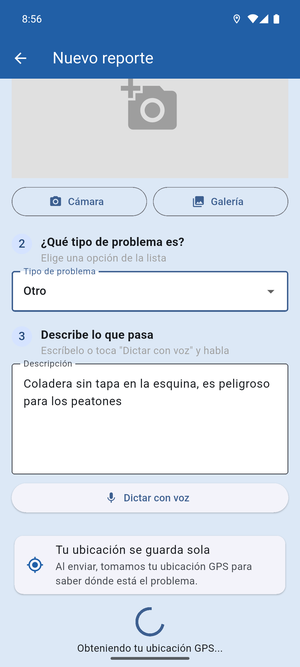 8:56
Nuevo reporte
Cámara
Galería
2
¿Qué tipo de problema es?
Elige una opción de la lista
Tipo de problema
Otro
3
Describe lo que pasa
Escríbelo o toca "Dictar con voz" y habla
Descripción
Coladera sin tapa en la esquina, es peligroso
para los peatones
Dictar con voz
Tu ubicación se guarda sola
Al enviar, tomamos tu ubicación GPS para
saber dónde está el problema.
Obteniendo tu ubicación GPS...